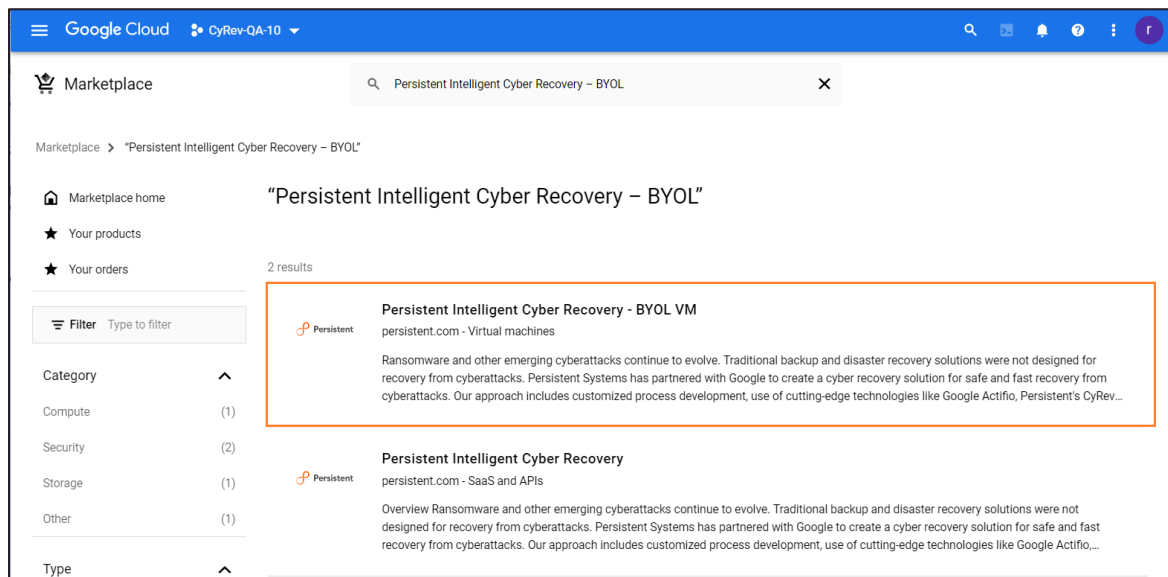 Google Cloud CyRev-QA-10 r
Marketplace
Persistent Intelligent Cyber Recovery – BYOL
Marketplace > “Persistent Intelligent Cyber Recovery – BYOL”
Marketplace home
Your products
Your orders
Filter Type to filter
Category
Compute (1)
Security (2)
Storage (1)
Other (1)
Type
“Persistent Intelligent Cyber Recovery – BYOL”
2 results
Persistent
Persistent Intelligent Cyber Recovery - BYOL VM
persistent.com - Virtual machines
Ransomware and other emerging cyberattacks continue to evolve. Traditional backup and disaster recovery solutions were not designed for
recovery from cyberattacks. Persistent Systems has partnered with Google to create a cyber recovery solution for safe and fast recovery from
cyberattacks. Our approach includes customized process development, use of cutting-edge technologies like Google Actifio, Persistent's CyRev...
Persistent
Persistent Intelligent Cyber Recovery
persistent.com - SaaS and APIs
Overview Ransomware and other emerging cyberattacks continue to evolve. Traditional backup and disaster recovery solutions were not
designed for recovery from cyberattacks. Persistent Systems has partnered with Google to create a cyber recovery solution for safe and fast
recovery from cyberattacks. Our approach includes customized process development, use of cutting-edge technologies like Google Actifio,...